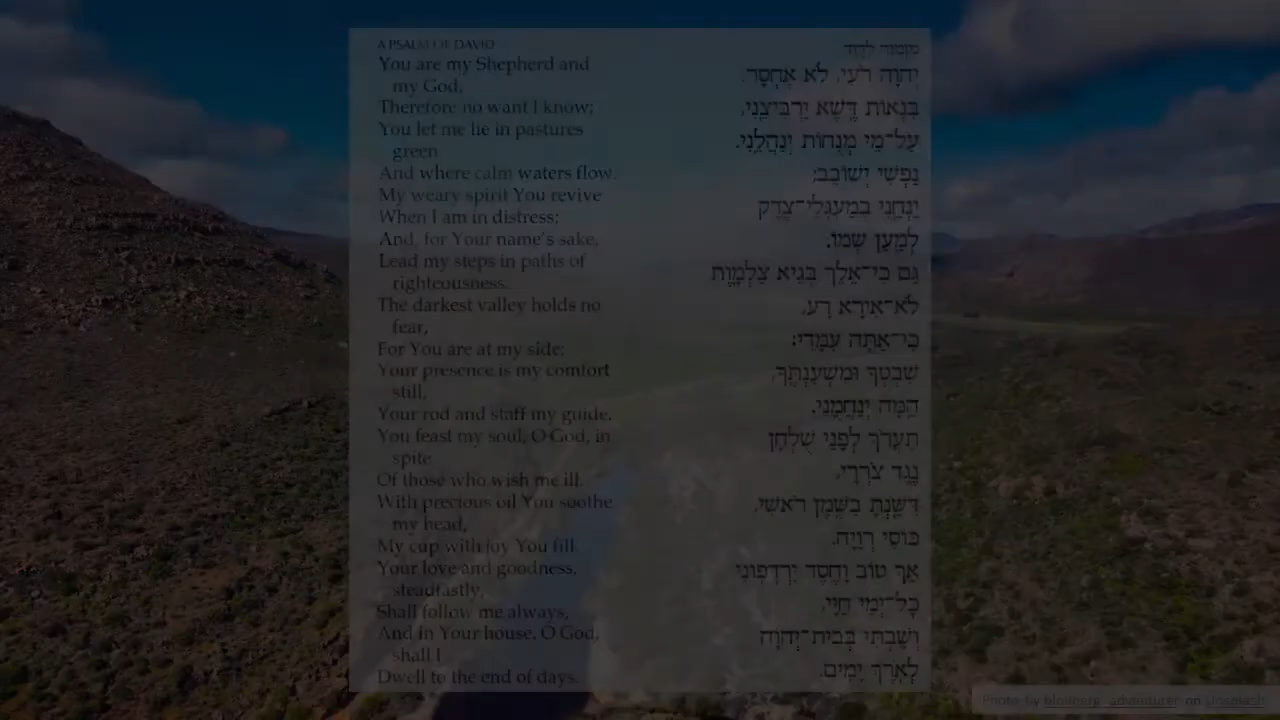 A PSALM OF DAVID
You are my Shepherd and
my God,
Therefore no want I know;
You let me lie in pastures
green
And where calm waters flow.
My weary spirit You revive
When I am in distress;
And, for Your name's sake,
Lead my steps in paths of
righteousness.
The darkest valley holds no
fear,
For You are at my side;
Your presence is my comfort
still,
Your rod and staff my guide.
You feast my soul, O God, in
spite
Of those who wish me ill.
With precious oil You soothe
my head,
My cup with joy You fill.
Your love and goodness,
steadfastly,
Shall follow me always,
And in Your house, O God,
shall I
Dwell to the end of days.
מִזְמוֹר לְדָוִד
יְהֹוָה רֹעִי, לֹא אֶחְסָר.
בִּנְאוֹת דֶּשֶׁא יַרְבִּיצֵנִי,
עַל־מֵי מְנֻחוֹת יְנַהֲלֵנִי.
נַפְשִׁי יְשׁוֹבֵב;
יַנְחֵנִי בְמַעְגְּלֵי־צֶדֶק
לְמַעַן שְׁמוֹ.
גַּם כִּי־אֵלֵךְ בְּגֵיא צַלְמָוֶת
לֹא־אִירָא רָע,
כִּי־אַתָּה עִמָּדִי:
שִׁבְטְךָ וּמִשְׁעַנְתֶּךָ,
הֵמָּה יְנַחֲמֻנִי.
תַּעֲרֹךְ לְפָנַי שֻׁלְחָן
נֶגֶד צֹרְרָי,
דִּשַּׁנְתָּ בַשֶּׁמֶן רֹאשִׁי,
כּוֹסִי רְוָיָה.
אַךְ טוֹב וָחֶסֶד יִרְדְּפוּנִי
כָּל־יְמֵי חַיָּי,
וְשַׁבְתִּי בְּבֵית־יְהֹוָה
לְאֹרֶךְ יָמִים.
Photo by adventurer on Unsplash